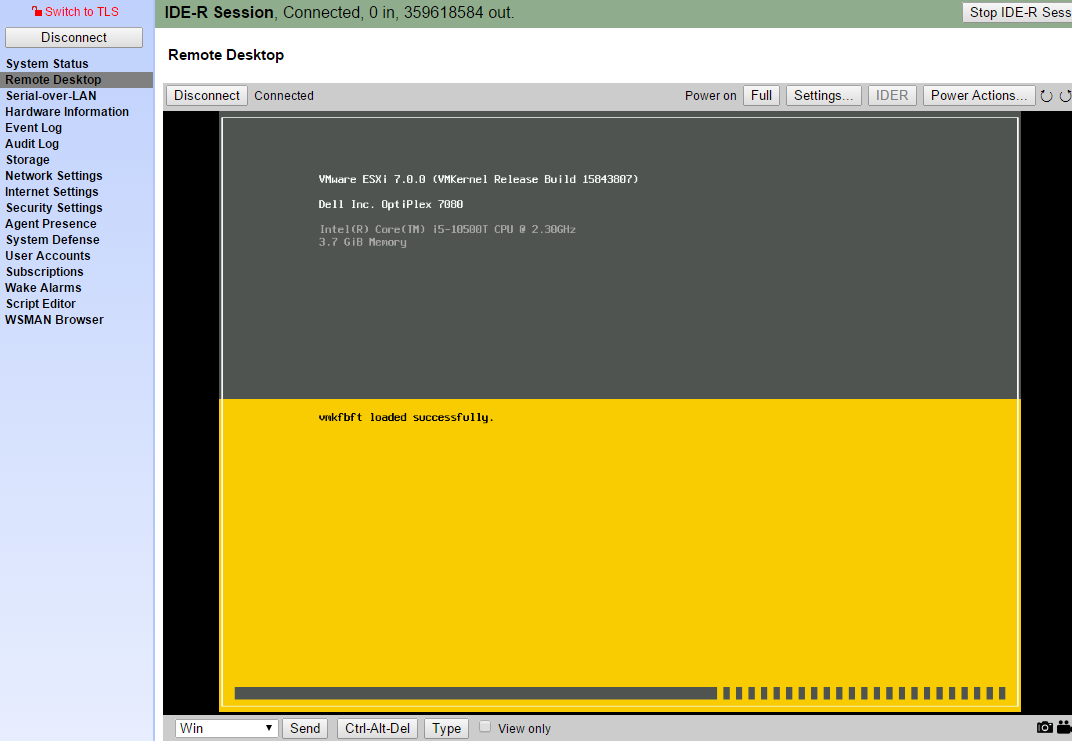 Switch to TLS
IDE-R Session, Connected, 0 in, 359618584 out.
Stop IDE-R Sess
Disconnect
System Status
Remote Desktop
Serial-over-LAN
Hardware Information
Event Log
Audit Log
Storage
Network Settings
Internet Settings
Security Settings
Agent Presence
System Defense
User Accounts
Subscriptions
Wake Alarms
Script Editor
WSMAN Browser
Remote Desktop
Disconnect Connected Power on Full Settings... IDER Power Actions...
VMware ESXi 7.0.0 (VMKernel Release Build 15843807)
Dell Inc. OptiPlex 7080
Intel(R) Core(TM) i5-10500T CPU @ 2.30GHz
3.7 GiB Memory
vmkfbft loaded successfully.
Win Send Ctrl-Alt-Del Type View only